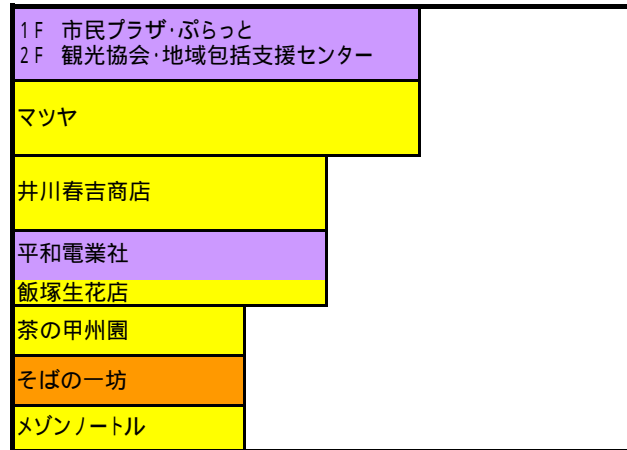 1F 市民プラザ･ぷらっと
2F 観光協会･地域包括支援センター
マツヤ
井川春吉商店
平和電業社
飯塚生花店
茶の甲州園
そばの一坊
メゾンノートル